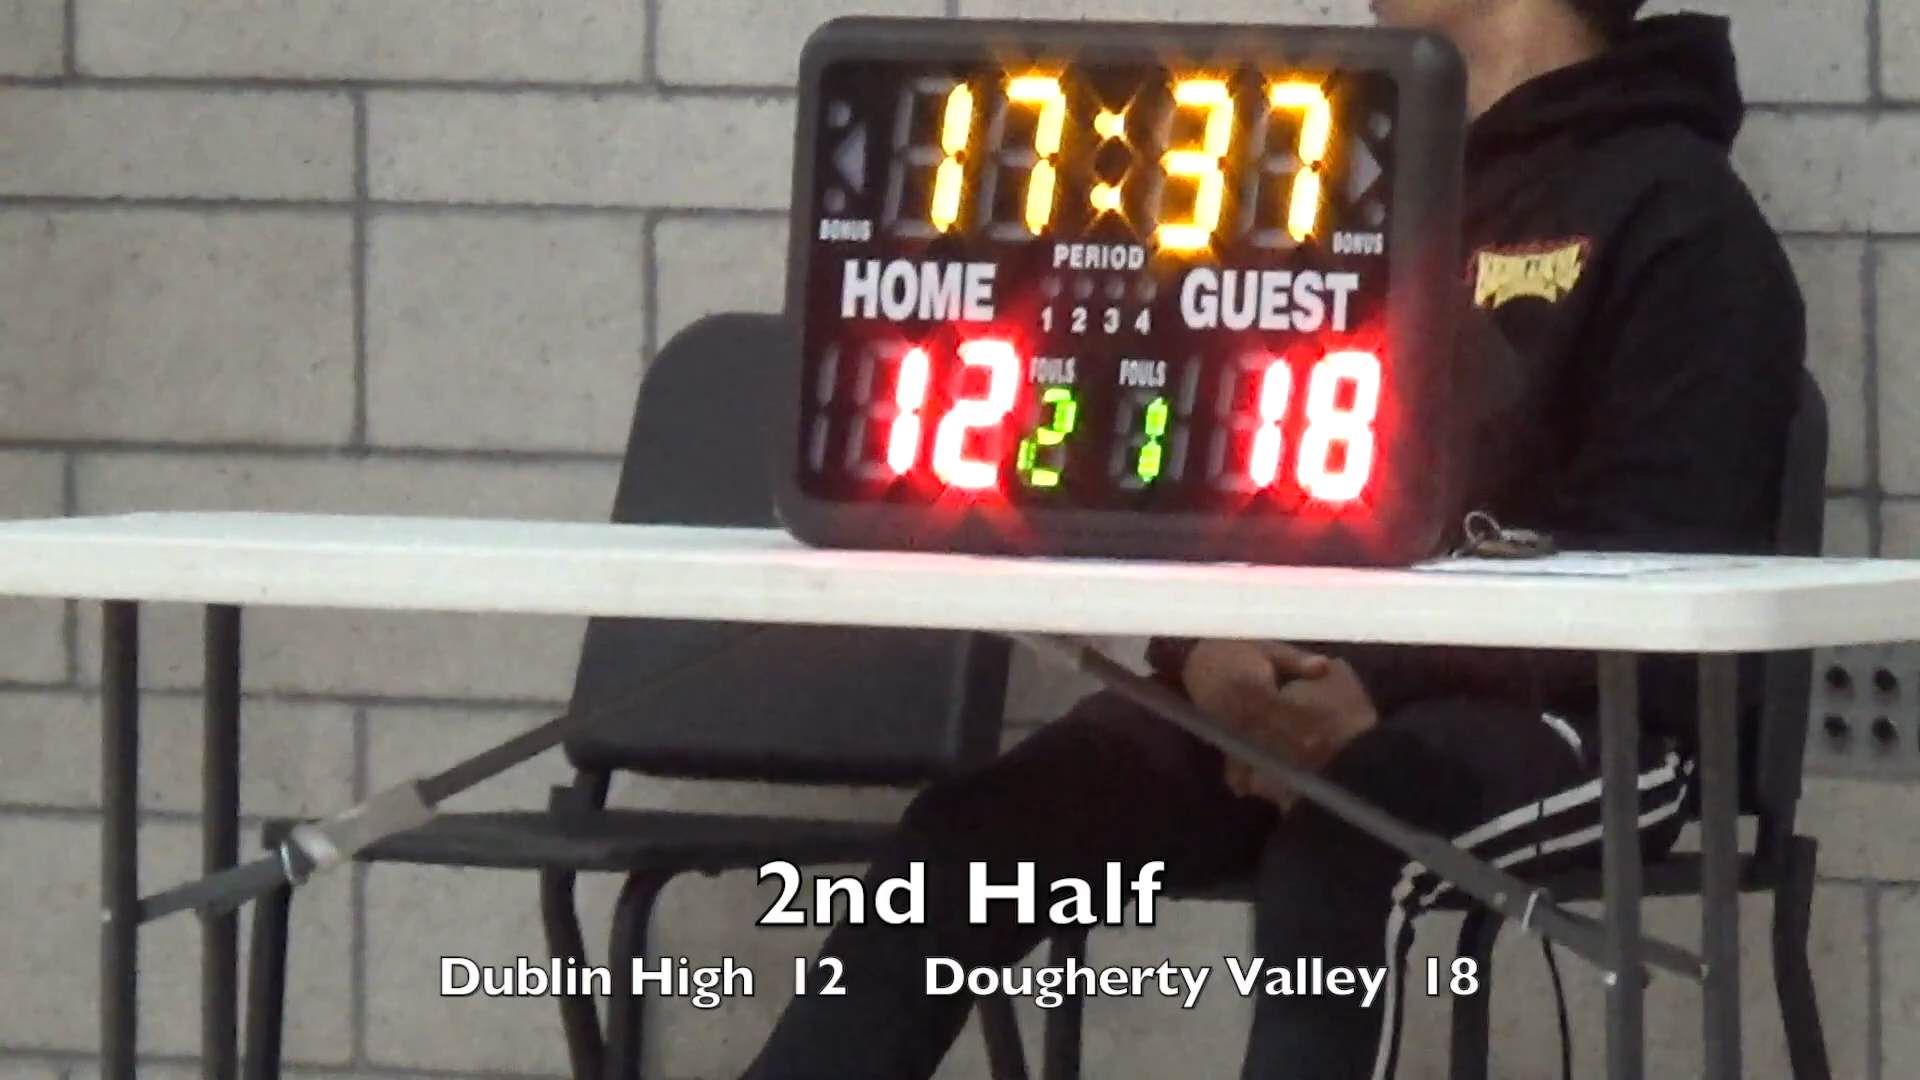 17:37
BONUS BONUS
PERIOD
HOME GUEST
1 2 3 4
FOULS FOULS
12 2 1 18
2nd Half
Dublin High 12 Dougherty Valley 18